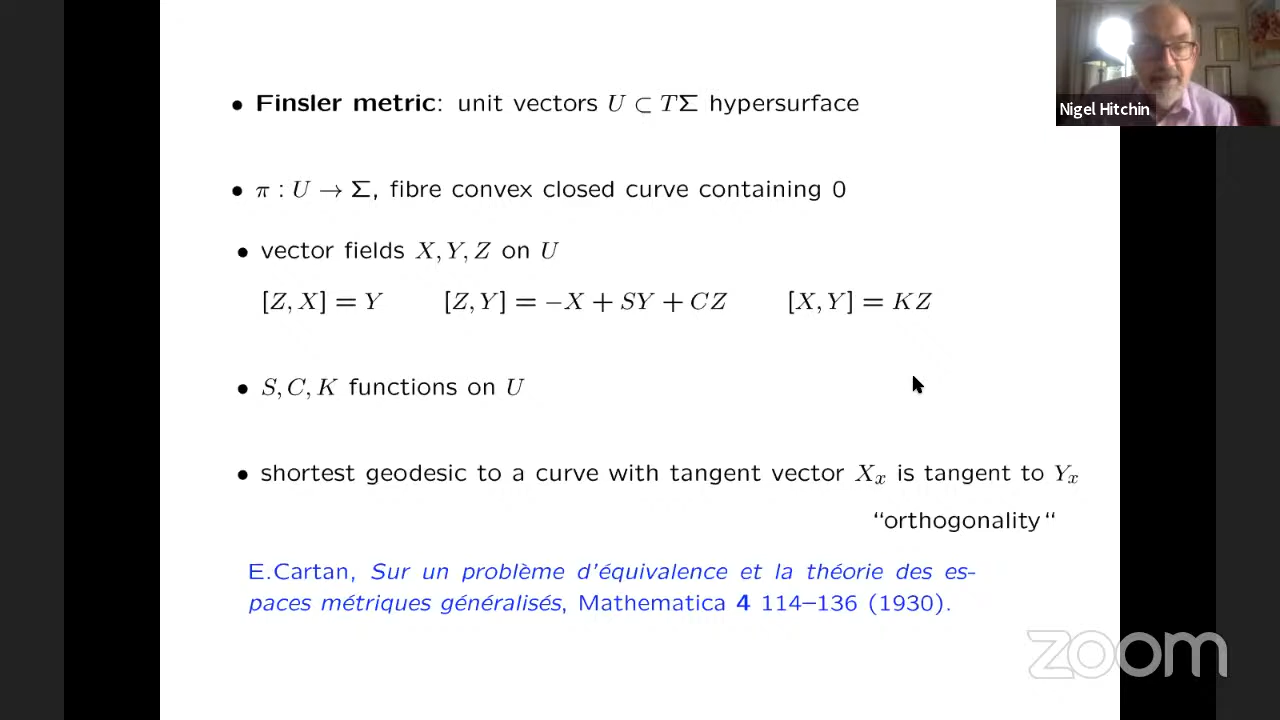 • Finsler metric: unit vectors U ⊂ TΣ hypersurface
Nigel Hitchin
• π : U → Σ, fibre convex closed curve containing 0
• vector fields X, Y, Z on U
[Z, X] = Y [Z, Y] = −X + SY + CZ [X, Y] = KZ
• S, C, K functions on U
• shortest geodesic to a curve with tangent vector Xₓ is tangent to Yₓ
“orthogonality“
E.Cartan, Sur un problème d'équivalence et la théorie des es-
paces métriques généralisés, Mathematica 4 114–136 (1930).
zoom